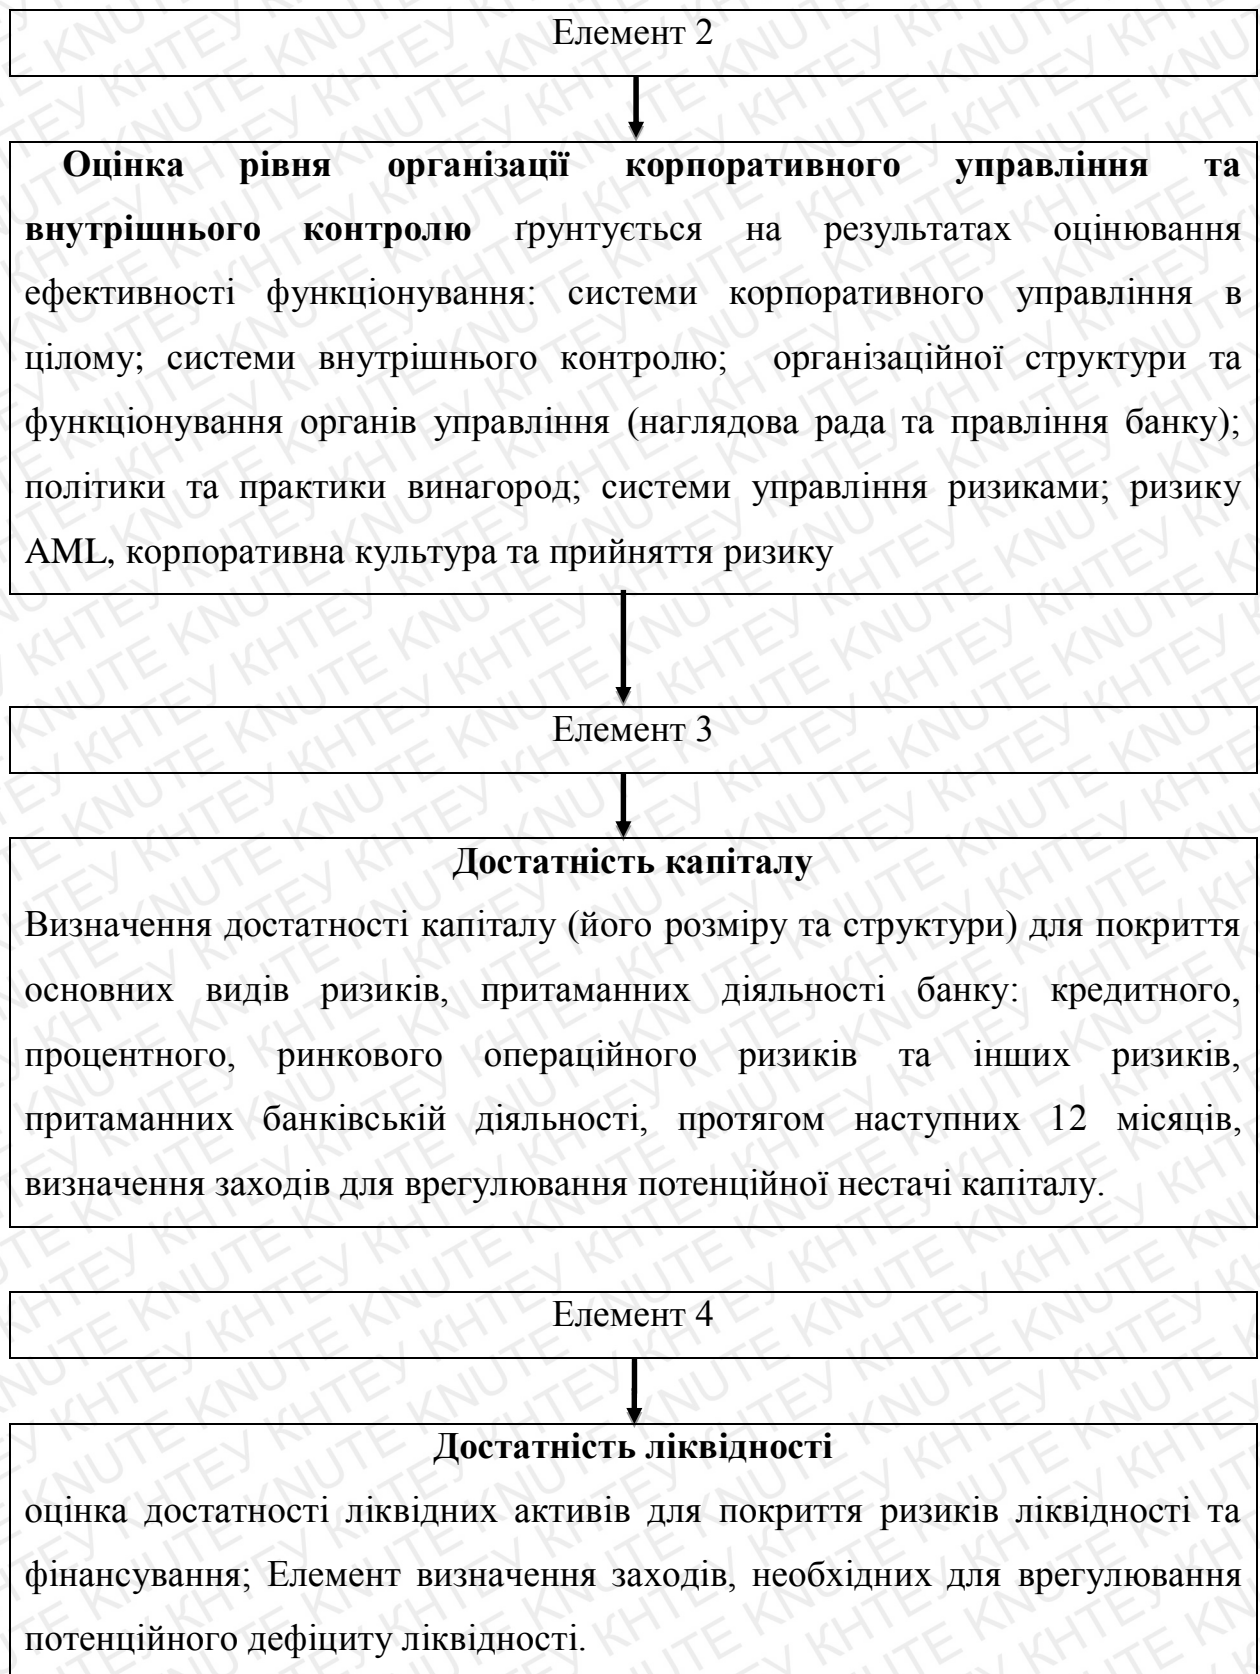 Елемент 2
Оцінка рівня організації корпоративного управління та
внутрішнього контролю ґрунтується на результатах оцінювання
ефективності функціонування: системи корпоративного управління в
цілому; системи внутрішнього контролю; організаційної структури та
функціонування органів управління (наглядова рада та правління банку);
політики та практики винагород; системи управління ризиками; ризику
AML, корпоративна культура та прийняття ризику
Елемент 3
Достатність капіталу
Визначення достатності капіталу (його розміру та структури) для покриття
основних видів ризиків, притаманних діяльності банку: кредитного,
процентного, ринкового операційного ризиків та інших ризиків,
притаманних банківській діяльності, протягом наступних 12 місяців,
визначення заходів для врегулювання потенційної нестачі капіталу.
Елемент 4
Достатність ліквідності
оцінка достатності ліквідних активів для покриття ризиків ліквідності та
фінансування; Елемент визначення заходів, необхідних для врегулювання
потенційного дефіциту ліквідності.